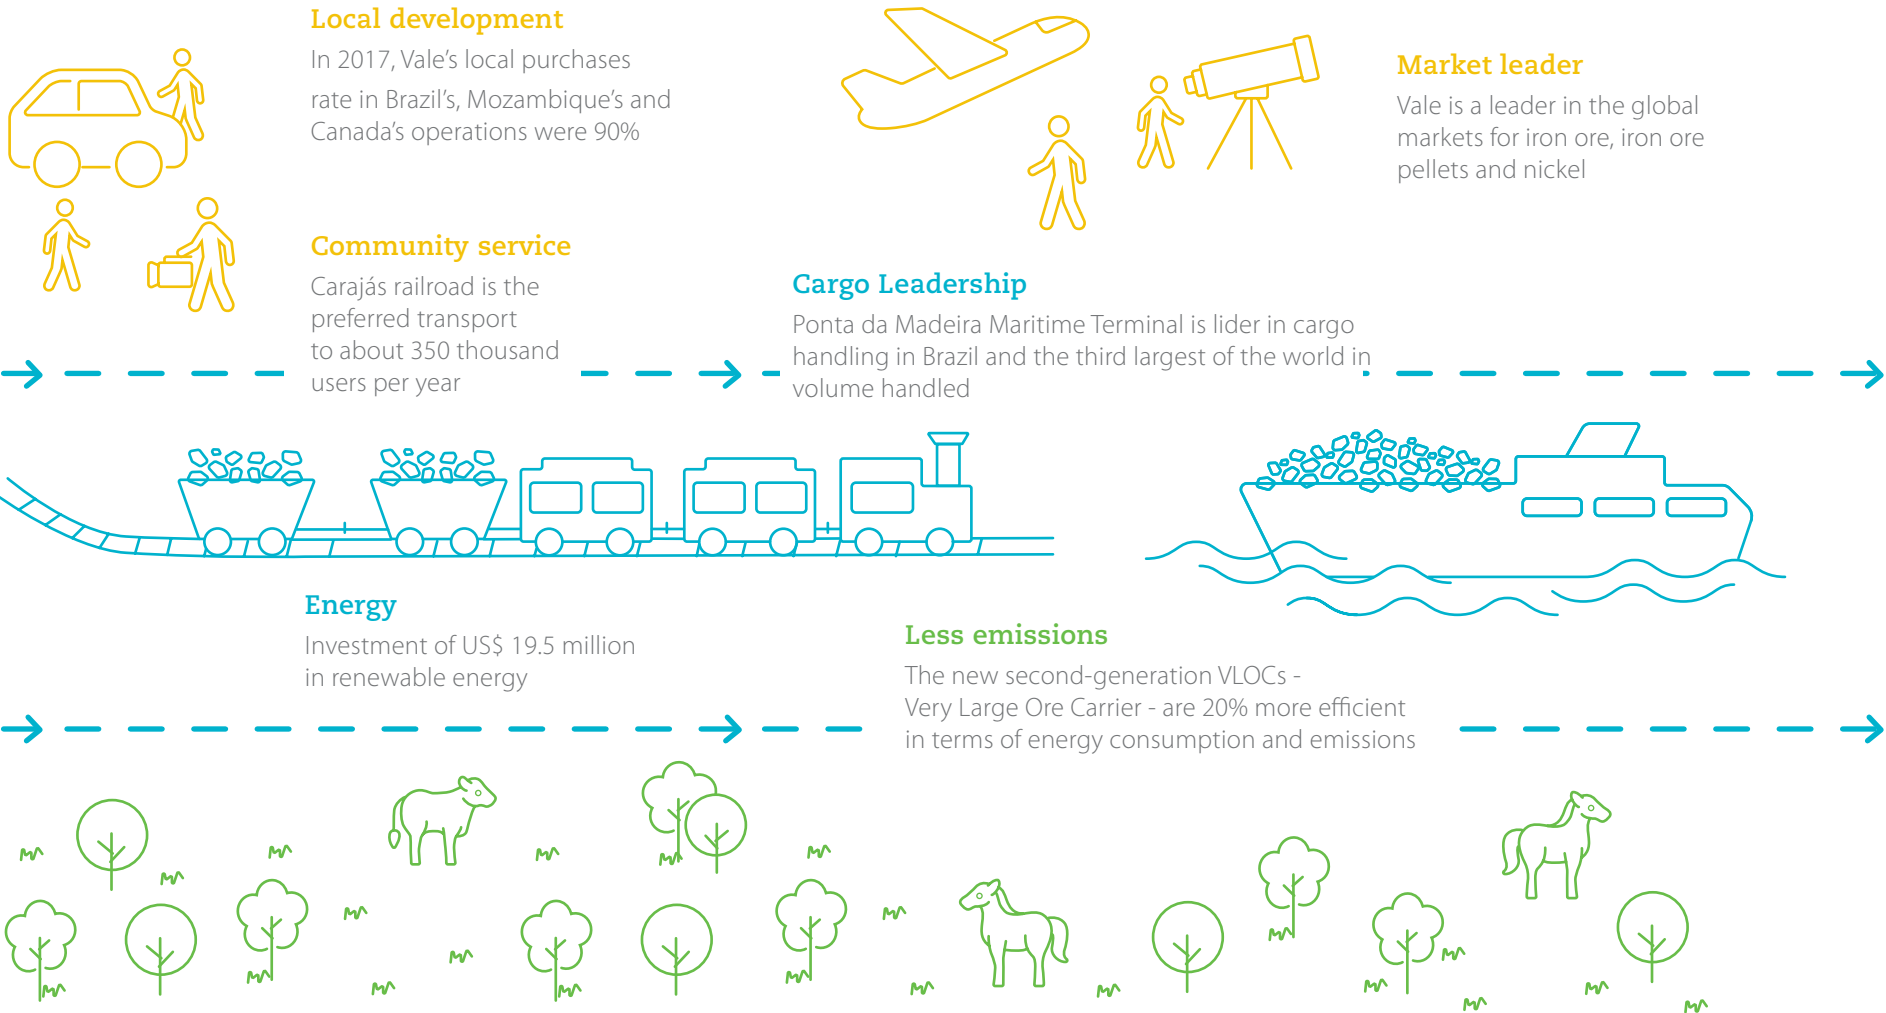 Local development
In 2017, Vale's local purchases
rate in Brazil's, Mozambique's and
Canada's operations were 90%
Market leader
Vale is a leader in the global
markets for iron ore, iron ore
pellets and nickel
Community service
Carajás railroad is the
preferred transport
to about 350 thousand
users per year
Cargo Leadership
Ponta da Madeira Maritime Terminal is lider in cargo
handling in Brazil and the third largest of the world in
volume handled
Energy
Investment of US$ 19.5 million
in renewable energy
Less emissions
The new second-generation VLOCs -
Very Large Ore Carrier - are 20% more efficient
in terms of energy consumption and emissions